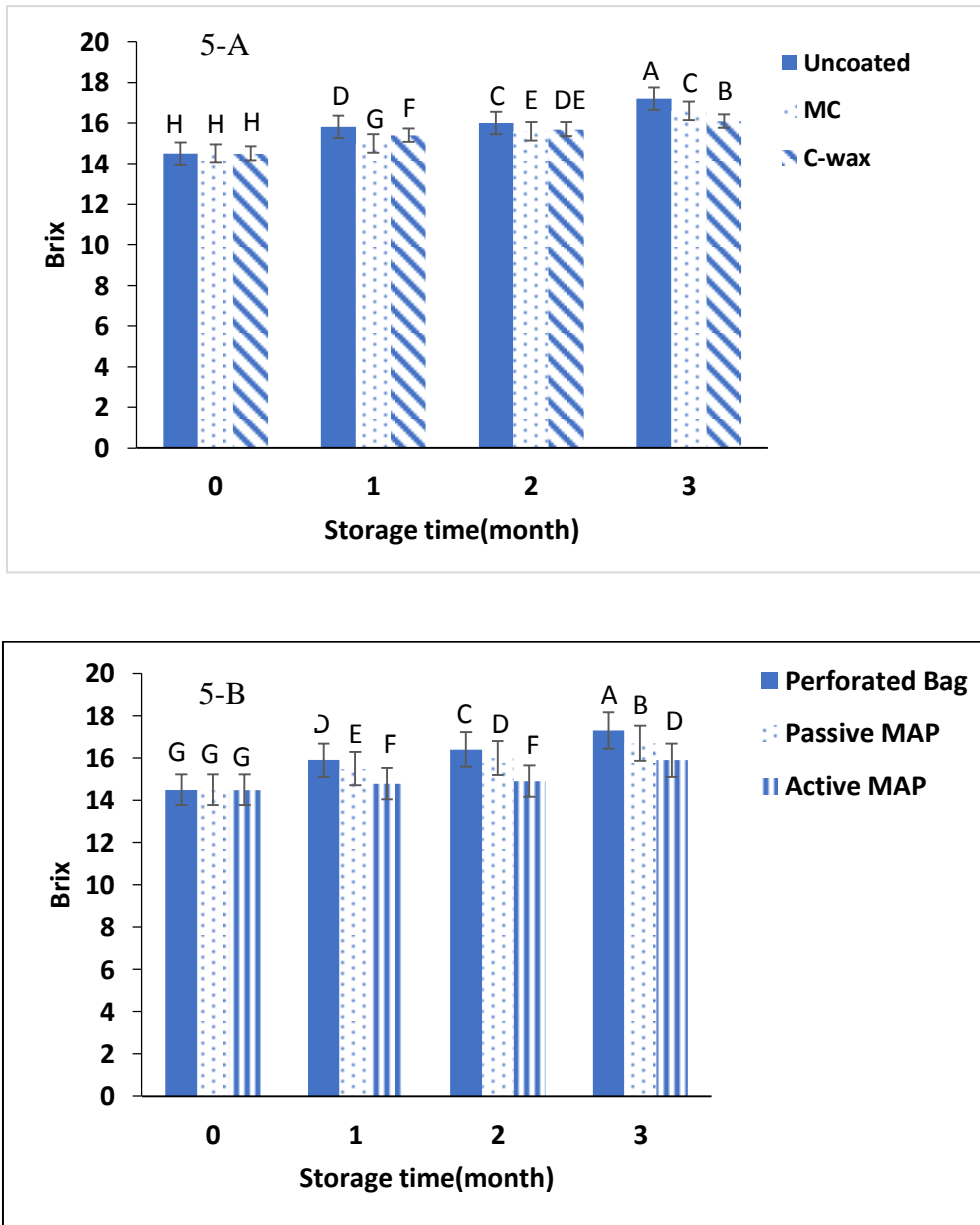 5-A
20
18
16
14
12
10
8
6
4
2
0
Brix
H H H
D G F
C E DE
A C B
0 1 2 3
Storage time(month)
Uncoated
MC
C-wax
5-B
20
18
16
14
12
10
8
6
4
2
0
Brix
G G G
D E F
C D F
A B D
0 1 2 3
Storage time(month)
Perforated Bag
Passive MAP
Active MAP